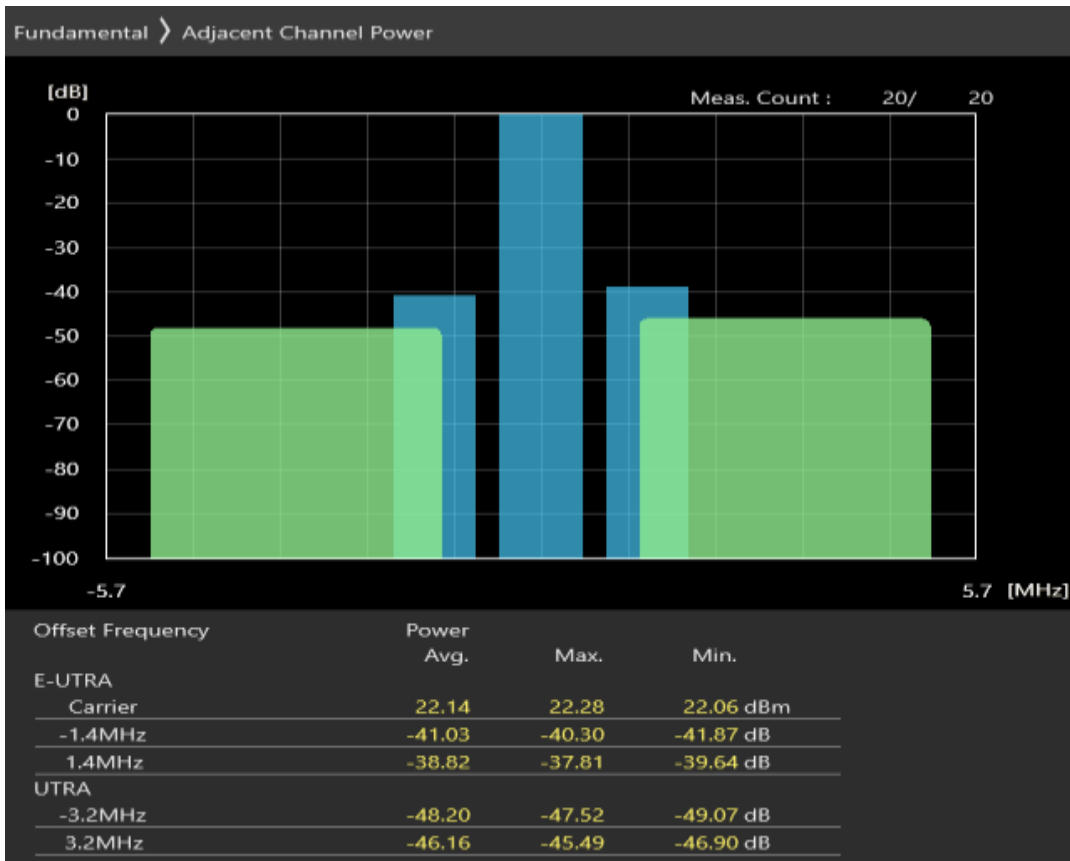 Fundamental 〉 Adjacent Channel Power
[dB]
Meas. Count : 20/ 20
0
-10
-20
-30
-40
-50
-60
-70
-80
-90
-100
-5.7 5.7 [MHz]
Offset Frequency Power
Avg. Max. Min.
E-UTRA
Carrier 22.14 22.28 22.06 dBm
-1.4MHz -41.03 -40.30 -41.87 dB
1.4MHz -38.82 -37.81 -39.64 dB
UTRA
-3.2MHz -48.20 -47.52 -49.07 dB
3.2MHz -46.16 -45.49 -46.90 dB